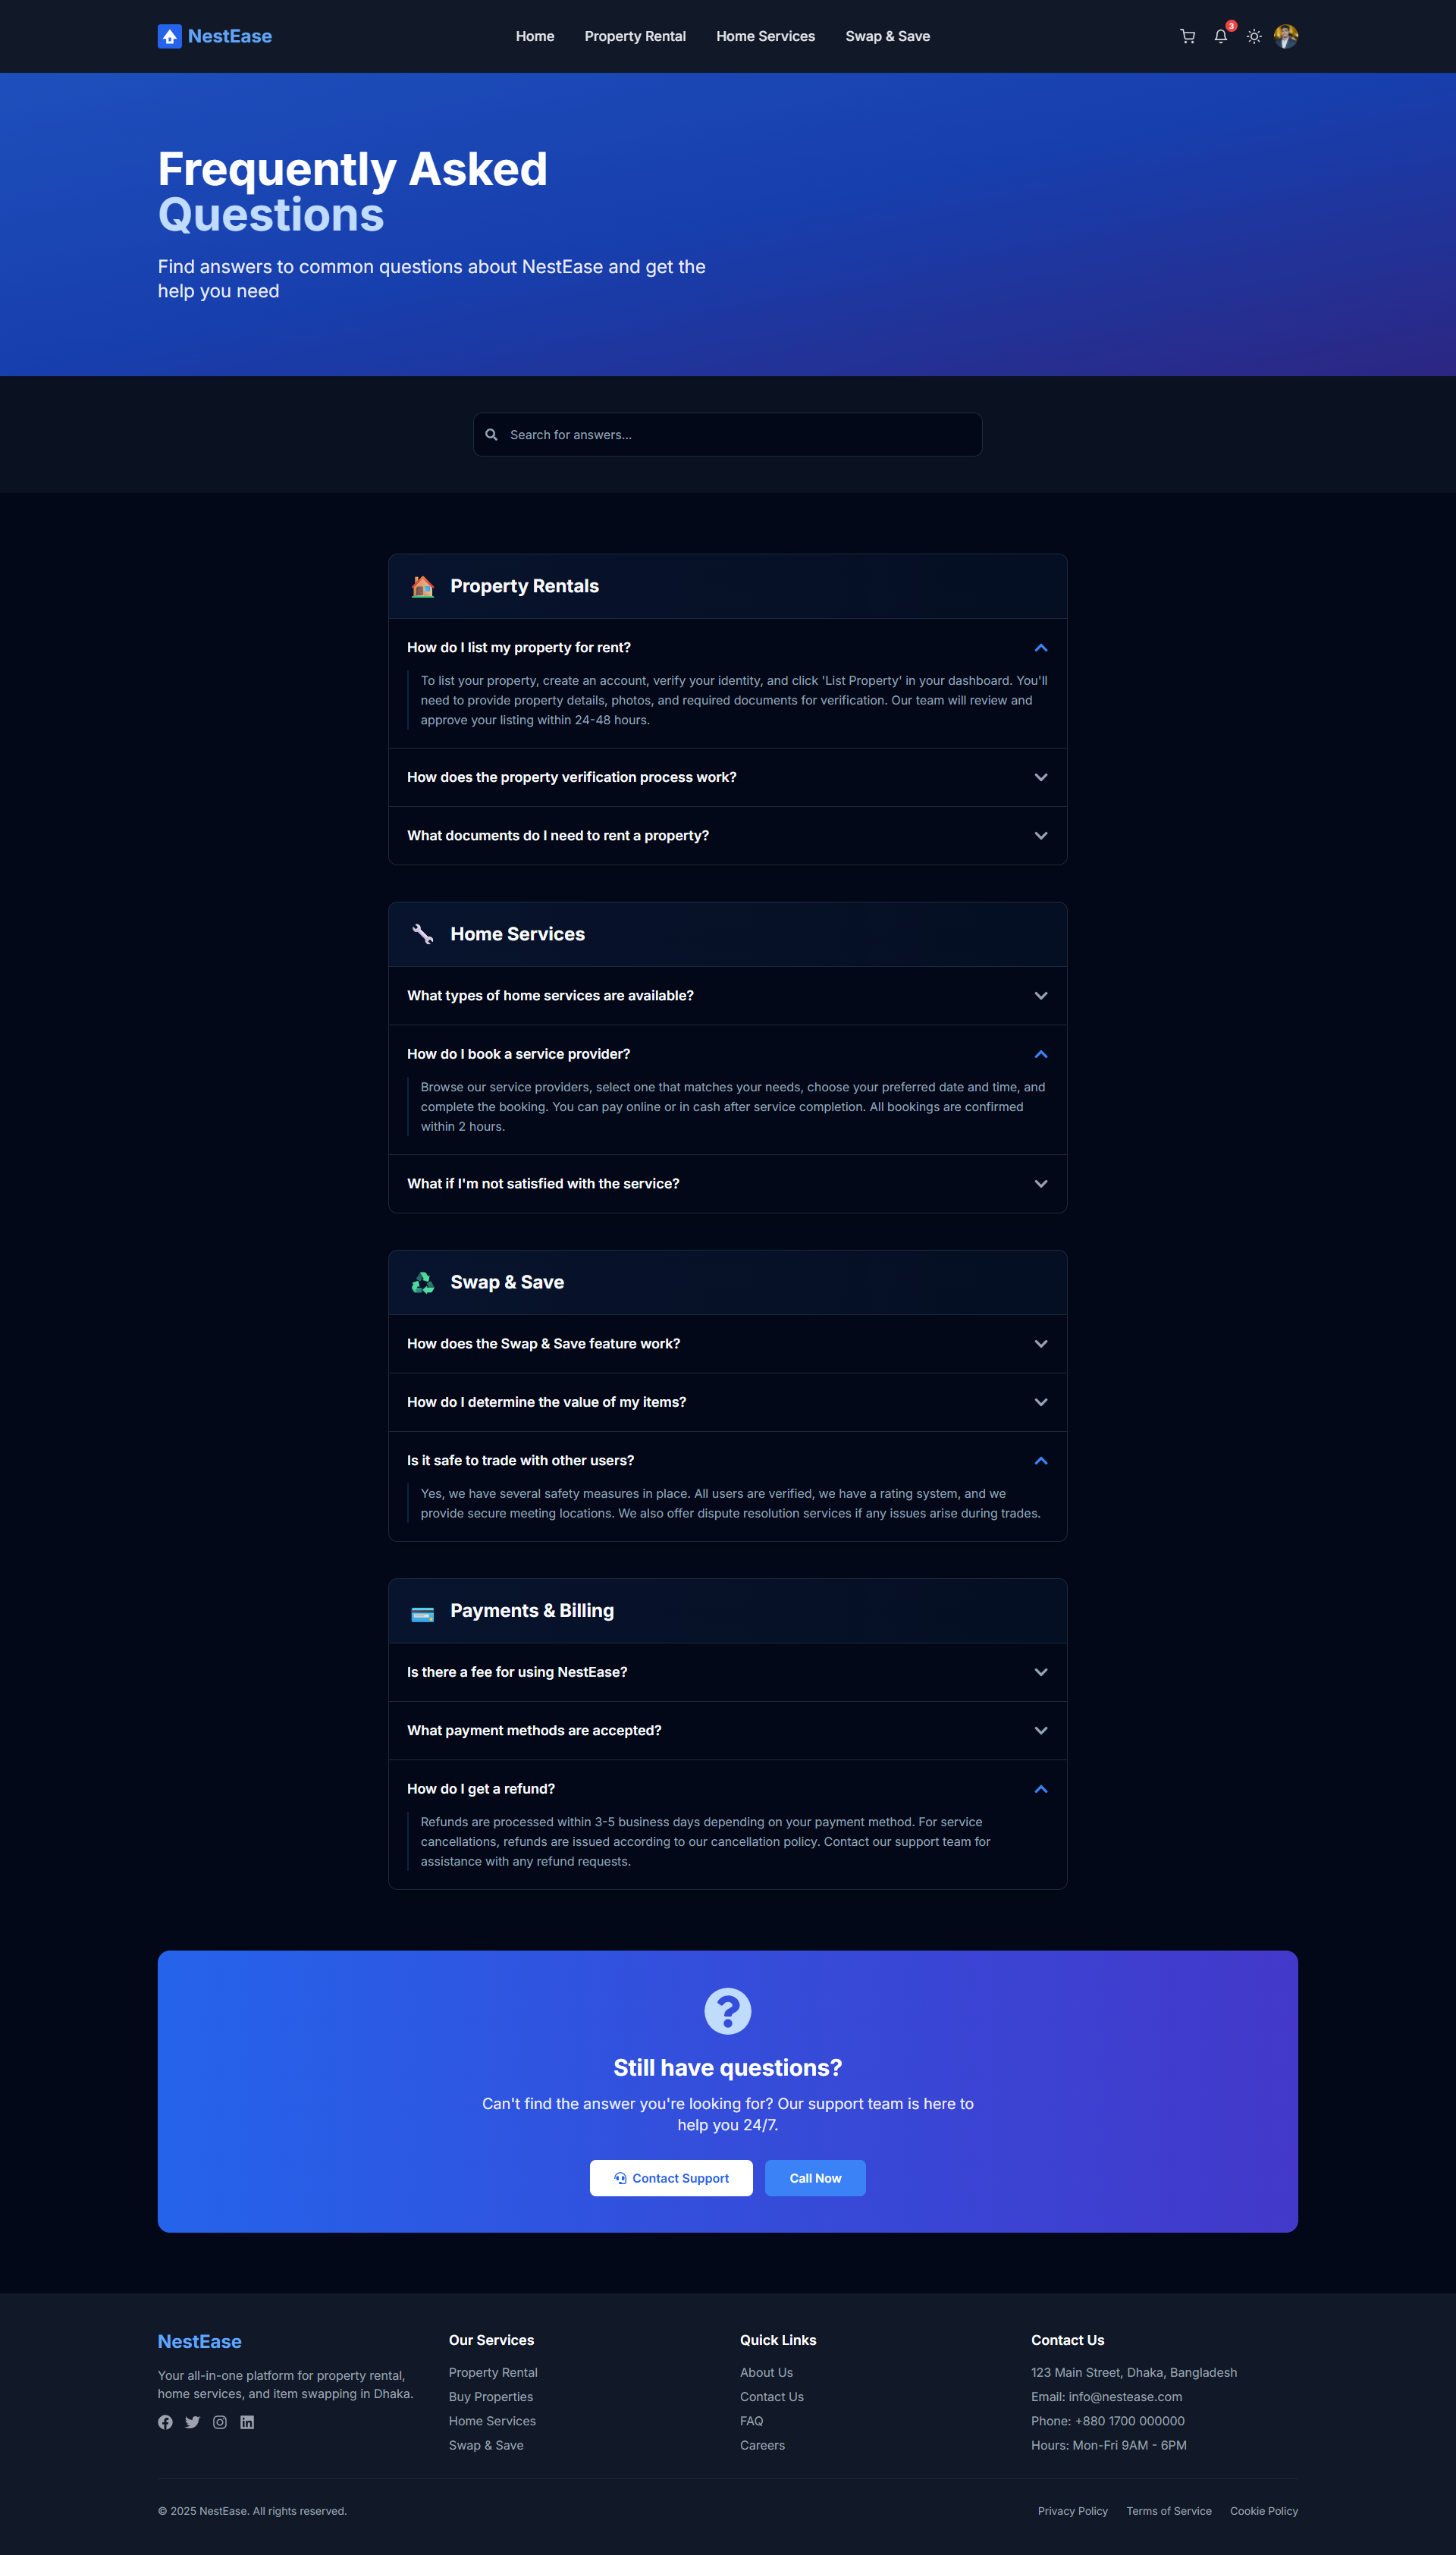 NestEase
Home
Property Rental
Home Services
Swap & Save
3
Frequently Asked
Questions
Find answers to common questions about NestEase and get the
help you need
Search for answers...
Property Rentals
How do I list my property for rent?
To list your property, create an account, verify your identity, and click 'List Property' in your dashboard. You'll
need to provide property details, photos, and required documents for verification. Our team will review and
approve your listing within 24-48 hours.
How does the property verification process work?
What documents do I need to rent a property?
Home Services
What types of home services are available?
How do I book a service provider?
Browse our service providers, select one that matches your needs, choose your preferred date and time, and
complete the booking. You can pay online or in cash after service completion. All bookings are confirmed
within 2 hours.
What if I'm not satisfied with the service?
Swap & Save
How does the Swap & Save feature work?
How do I determine the value of my items?
Is it safe to trade with other users?
Yes, we have several safety measures in place. All users are verified, we have a rating system, and we
provide secure meeting locations. We also offer dispute resolution services if any issues arise during trades.
Payments & Billing
Is there a fee for using NestEase?
What payment methods are accepted?
How do I get a refund?
Refunds are processed within 3-5 business days depending on your payment method. For service
cancellations, refunds are issued according to our cancellation policy. Contact our support team for
assistance with any refund requests.
Still have questions?
Can't find the answer you're looking for? Our support team is here to
help you 24/7.
Contact Support
Call Now
NestEase
Your all-in-one platform for property rental,
home services, and item swapping in Dhaka.
Our Services
Property Rental
Buy Properties
Home Services
Swap & Save
Quick Links
About Us
Contact Us
FAQ
Careers
Contact Us
123 Main Street, Dhaka, Bangladesh
Email: info@nestease.com
Phone: +880 1700 000000
Hours: Mon-Fri 9AM - 6PM
© 2025 NestEase. All rights reserved.
Privacy Policy
Terms of Service
Cookie Policy